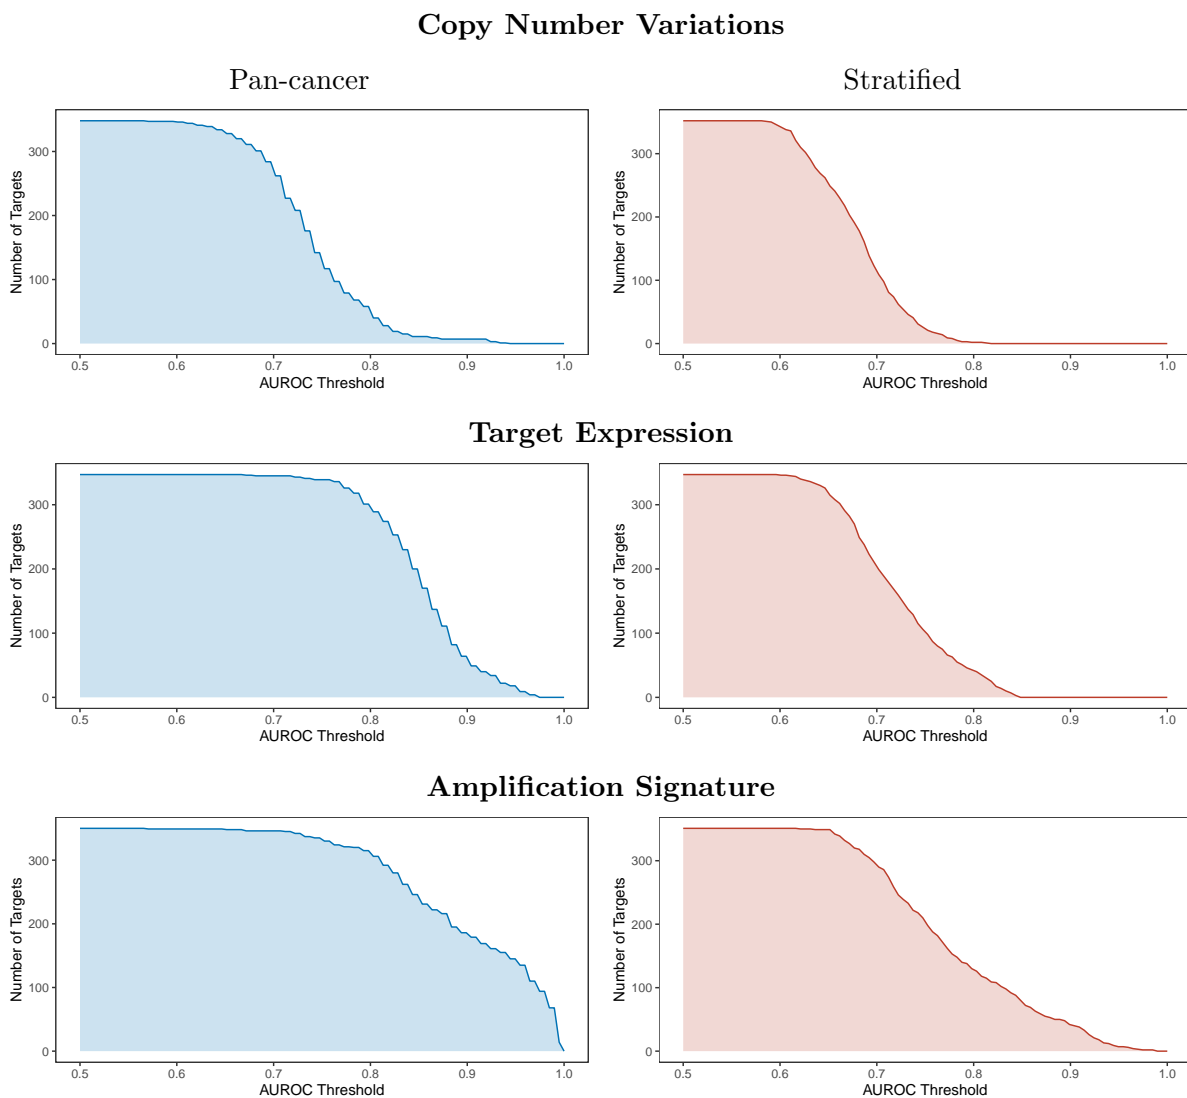 Copy Number Variations
Pan-cancer
Stratified
Number of Targets
300
200
100
0
0.5 0.6 0.7 0.8 0.9 1.0
AUROC Threshold
Number of Targets
300
200
100
0
0.5 0.6 0.7 0.8 0.9 1.0
AUROC Threshold
Target Expression
Number of Targets
300
200
100
0
0.5 0.6 0.7 0.8 0.9 1.0
AUROC Threshold
Number of Targets
300
200
100
0
0.5 0.6 0.7 0.8 0.9 1.0
AUROC Threshold
Amplification Signature
Number of Targets
300
200
100
0
0.5 0.6 0.7 0.8 0.9 1.0
AUROC Threshold
Number of Targets
300
200
100
0
0.5 0.6 0.7 0.8 0.9 1.0
AUROC Threshold